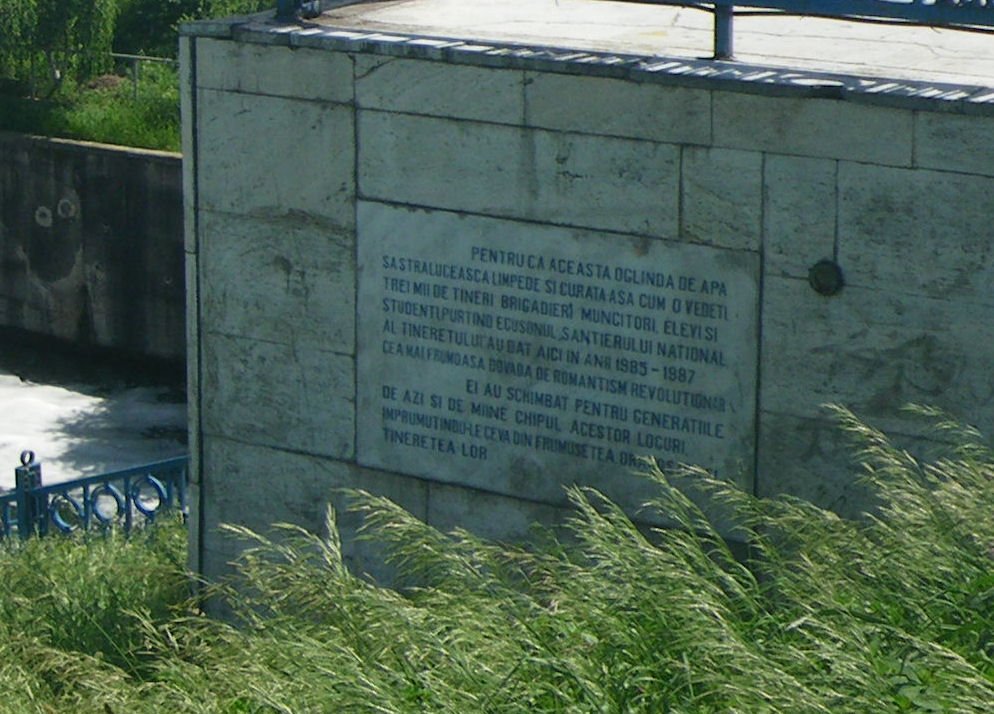 PENTRU CA ACEASTA OGLINDA DE APA
SA STRALUCEASCA LIMPEDE SI CURATA ASA CUM O VEDETI,
TREI MII DE TINERI BRIGADIERI MUNCITORI, ELEVI SI
STUDENTI, PURTIND ECUSONUL SANTIERULUI NATIONAL
AL TINERETULUI AU DAT AICI IN ANII 1985-1987
CEA MAI FRUMOASA DOVADA DE ROMANTISM REVOLUTIONAR
EI AU SCHIMBAT PENTRU GENERATIILE
DE AZI SI DE MIINE CHIPUL ACESTOR LOCURI,
IMPRUMUTINDU-LE CEVA DIN FRUMUSETEA
TINERETEA LOR